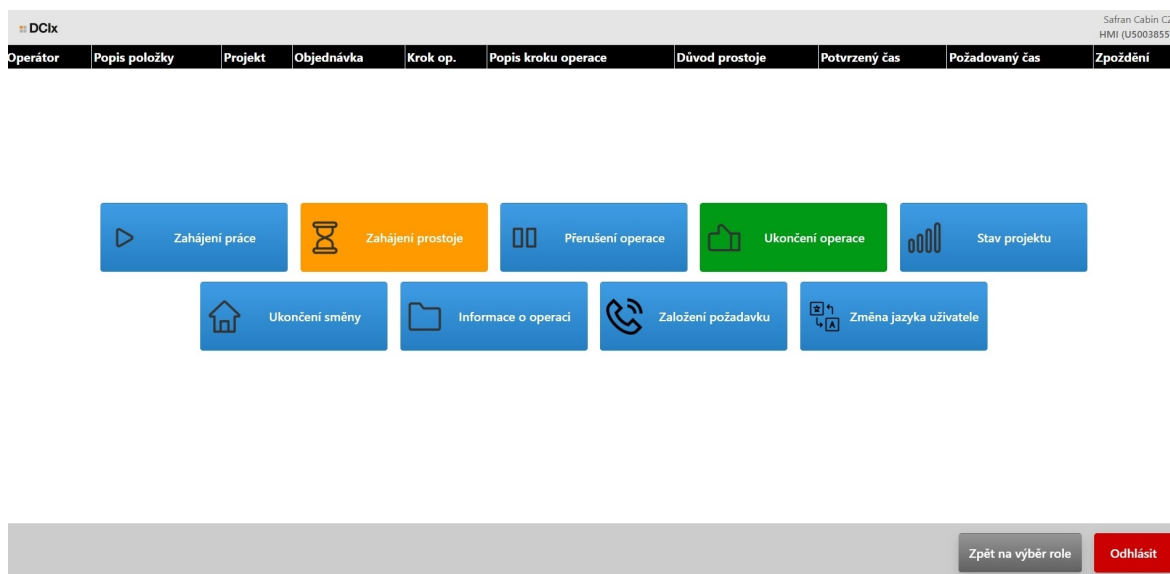 DCIx
Safran Cabin CZ
HMI (U5003855
Operátor Popis položky Projekt Objednávka Krok op. Popis kroku operace Důvod prostoje Potvrzený čas Požadovaný čas Zpoždění
Zahájení práce Zahájení prostoje Přerušení operace Ukončení operace Stav projektu
Ukončení směny Informace o operaci Založení požadavku Změna jazyka uživatele
Zpět na výběr role Odhlásit